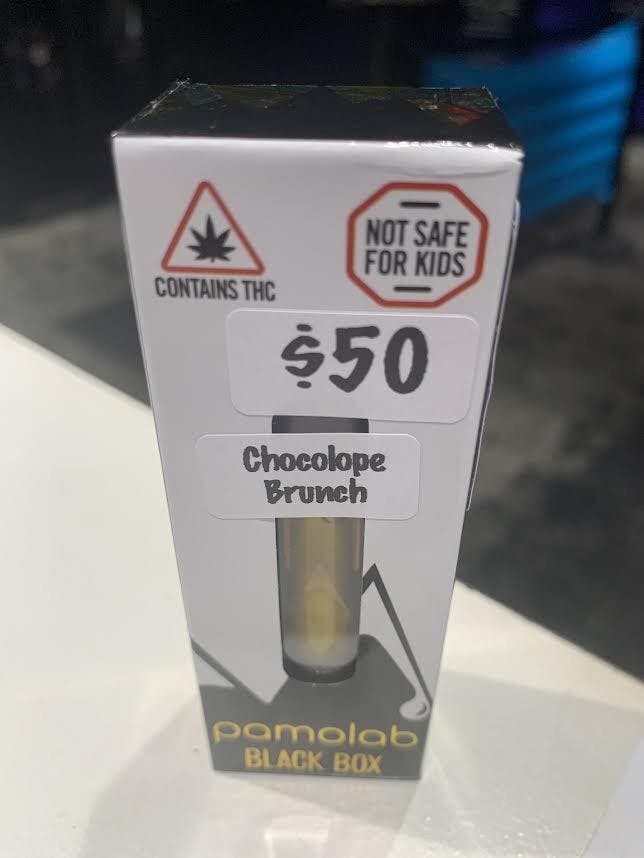 CONTAINS THC
NOT SAFE
FOR KIDS
$50
Chocolope
Brunch
pamolab
BLACK BOX